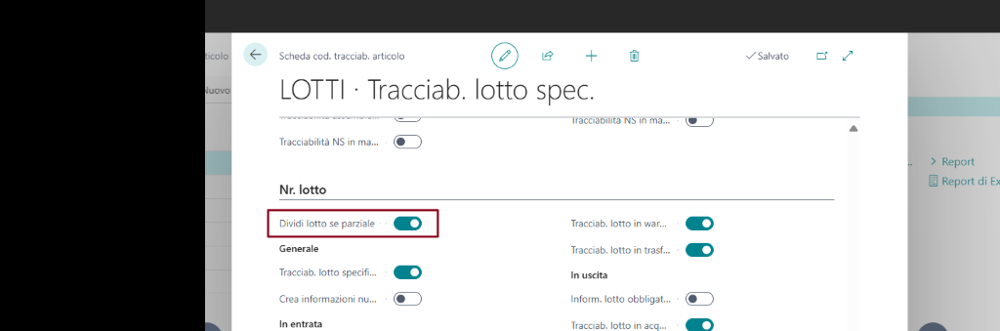 Scheda cod. tracciab. articolo
Salvato
LOTTI · Tracciab. lotto spec.
Nuovo
Tracciabilità NS in ma...
Tracciabilità NS in ma...
Nr. lotto
Dividi lotto se parziale
Tracciab. lotto in war...
Generale
Tracciab. lotto in trasf...
Tracciab. lotto specifi...
In uscita
Crea informazioni nu...
Inform. lotto obbligat...
In entrata
Tracciab. lotto in acq...
Report
Report di Ex